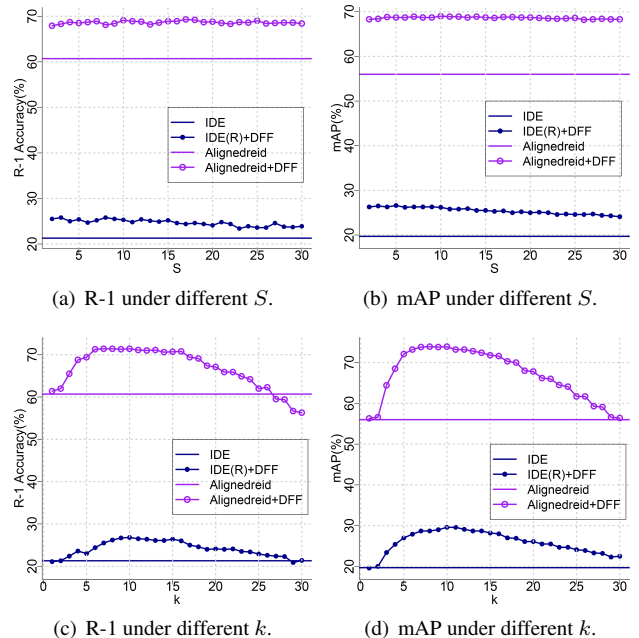 R-1 Accuracy(%)
70
60
50
40
30
20
IDE
IDE(R)+DFF
Alignedreid
Alignedreid+DFF
5 10 15 20 25 30
S
(a) R-1 under different S.
mAP(%)
70
60
50
40
30
20
IDE
IDE(R)+DFF
Alignedreid
Alignedreid+DFF
5 10 15 20 25 30
S
(b) mAP under different S.
R-1 Accuracy(%)
70
60
50
40
30
20
IDE
IDE(R)+DFF
Alignedreid
Alignedreid+DFF
5 10 15 20 25 30
k
(c) R-1 under different k.
mAP(%)
70
60
50
40
30
20
IDE
IDE(R)+DFF
Alignedreid
Alignedreid+DFF
5 10 15 20 25 30
k
(d) mAP under different k.